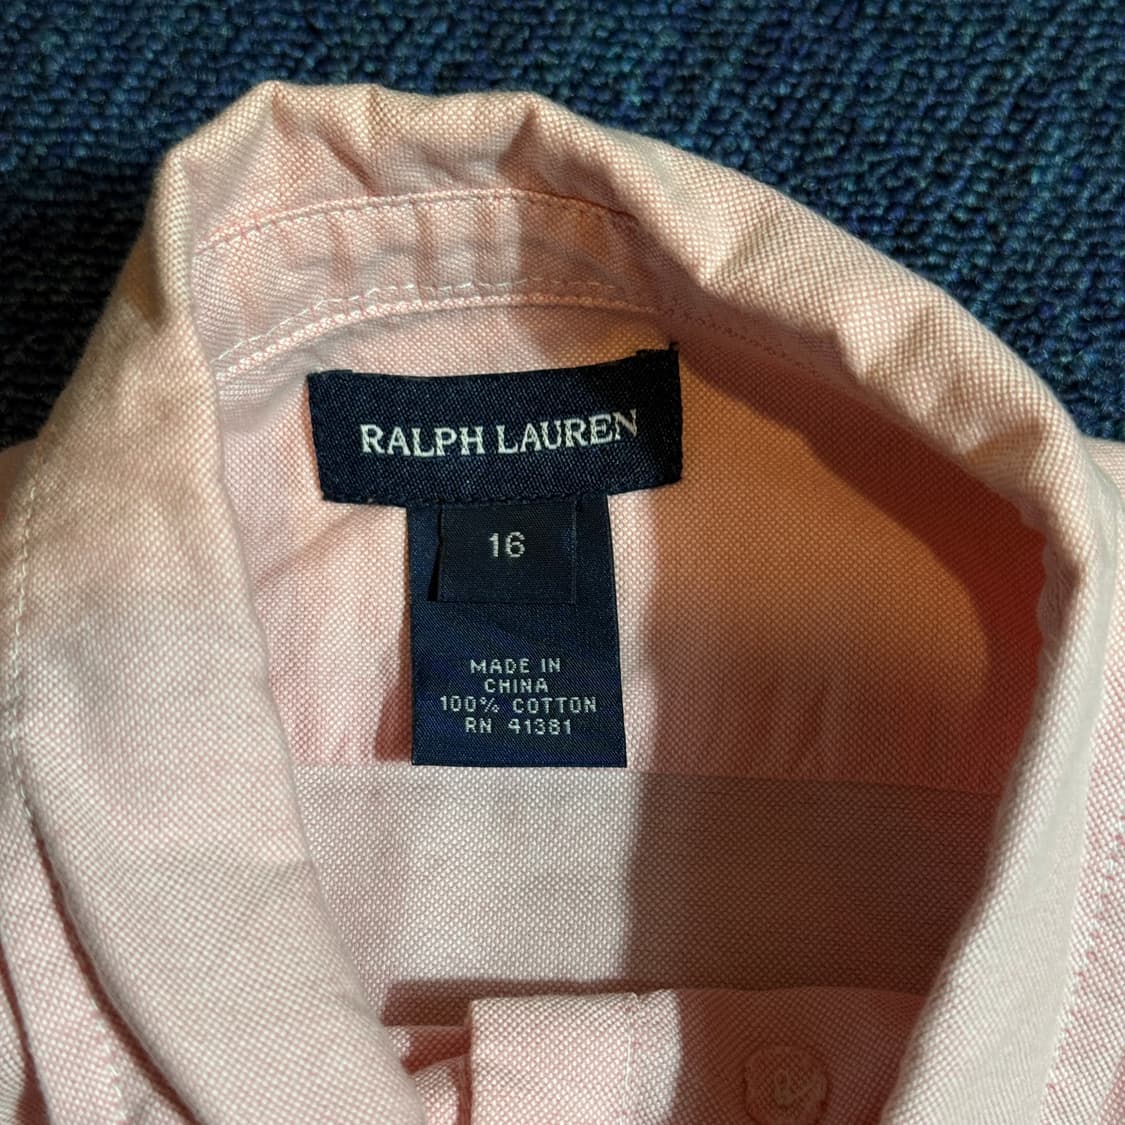 RALPH LAUREN
16
MADE IN
CHINA
100% COTTON
RN 41381